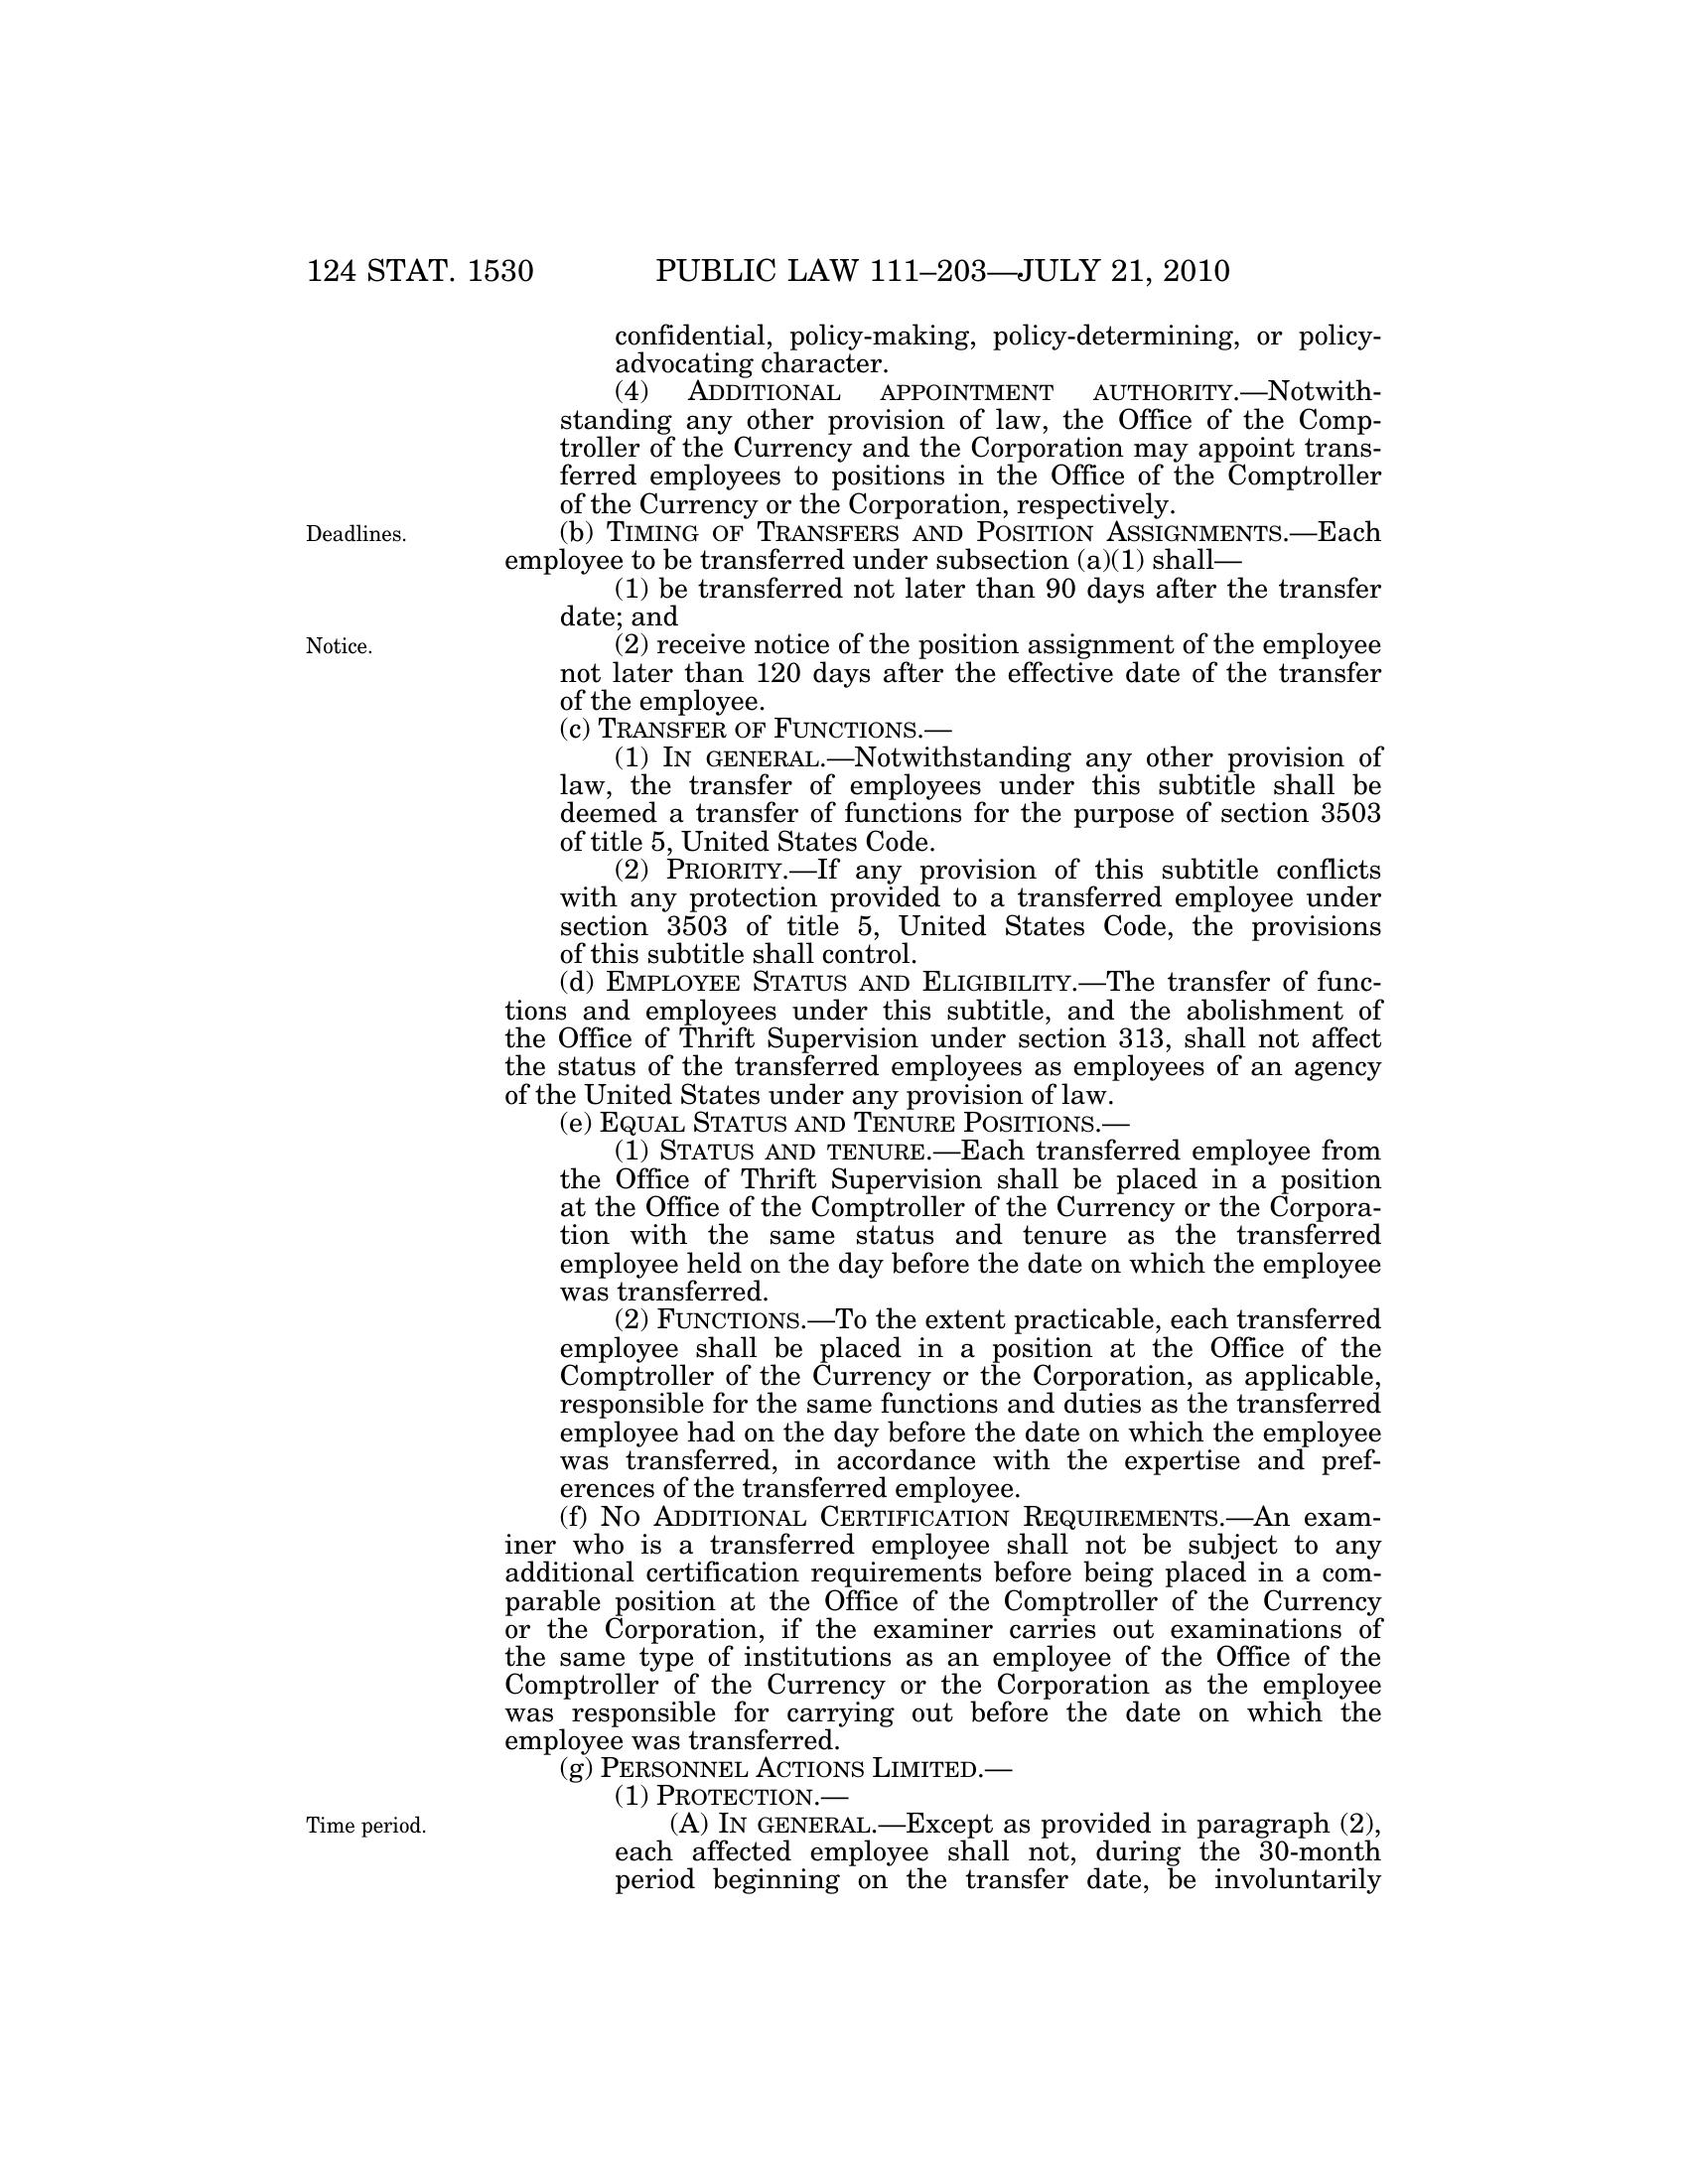 124 STAT. 1530 PUBLIC LAW 111–203—JULY 21, 2010
confidential, policy-making, policy-determining, or policy-
advocating character.
(4) ADDITIONAL APPOINTMENT AUTHORITY.—Notwith-
standing any other provision of law, the Office of the Comp-
troller of the Currency and the Corporation may appoint trans-
ferred employees to positions in the Office of the Comptroller
of the Currency or the Corporation, respectively.
Deadlines.
(b) TIMING OF TRANSFERS AND POSITION ASSIGNMENTS.—Each
employee to be transferred under subsection (a)(1) shall—
(1) be transferred not later than 90 days after the transfer
date; and
Notice.
(2) receive notice of the position assignment of the employee
not later than 120 days after the effective date of the transfer
of the employee.
(c) TRANSFER OF FUNCTIONS.—
(1) IN GENERAL.—Notwithstanding any other provision of
law, the transfer of employees under this subtitle shall be
deemed a transfer of functions for the purpose of section 3503
of title 5, United States Code.
(2) PRIORITY.—If any provision of this subtitle conflicts
with any protection provided to a transferred employee under
section 3503 of title 5, United States Code, the provisions
of this subtitle shall control.
(d) EMPLOYEE STATUS AND ELIGIBILITY.—The transfer of func-
tions and employees under this subtitle, and the abolishment of
the Office of Thrift Supervision under section 313, shall not affect
the status of the transferred employees as employees of an agency
of the United States under any provision of law.
(e) EQUAL STATUS AND TENURE POSITIONS.—
(1) STATUS AND TENURE.—Each transferred employee from
the Office of Thrift Supervision shall be placed in a position
at the Office of the Comptroller of the Currency or the Corpora-
tion with the same status and tenure as the transferred
employee held on the day before the date on which the employee
was transferred.
(2) FUNCTIONS.—To the extent practicable, each transferred
employee shall be placed in a position at the Office of the
Comptroller of the Currency or the Corporation, as applicable,
responsible for the same functions and duties as the transferred
employee had on the day before the date on which the employee
was transferred, in accordance with the expertise and pref-
erences of the transferred employee.
(f) NO ADDITIONAL CERTIFICATION REQUIREMENTS.—An exam-
iner who is a transferred employee shall not be subject to any
additional certification requirements before being placed in a com-
parable position at the Office of the Comptroller of the Currency
or the Corporation, if the examiner carries out examinations of
the same type of institutions as an employee of the Office of the
Comptroller of the Currency or the Corporation as the employee
was responsible for carrying out before the date on which the
employee was transferred.
(g) PERSONNEL ACTIONS LIMITED.—
(1) PROTECTION.—
Time period.
(A) IN GENERAL.—Except as provided in paragraph (2),
each affected employee shall not, during the 30-month
period beginning on the transfer date, be involuntarily